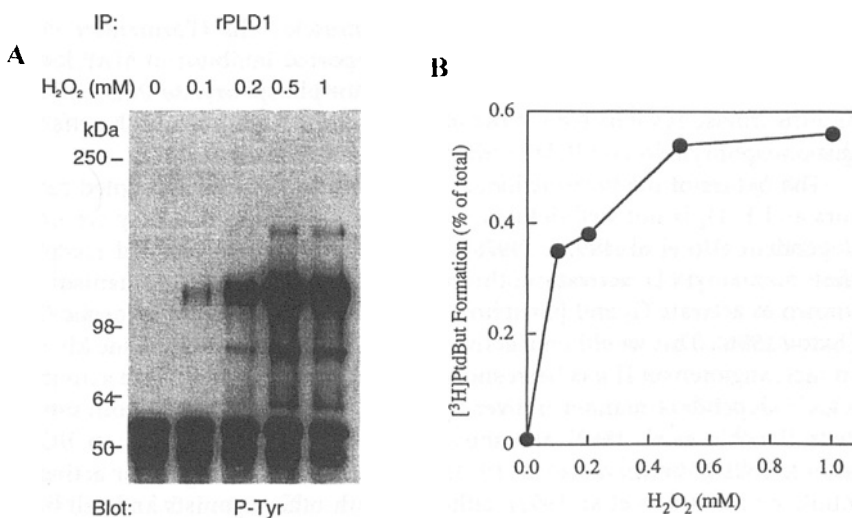 IP: rPLD1
A
H₂O₂ (mM) 0 0.1 0.2 0.5 1
kDa
250
98
64
50
Blot: P-Tyr
B
[³H]PtdBut Formation (% of total)
0.6
0.4
0.2
0
0.0 0.2 0.4 0.6 0.8 1.0
H₂O₂ (mM)